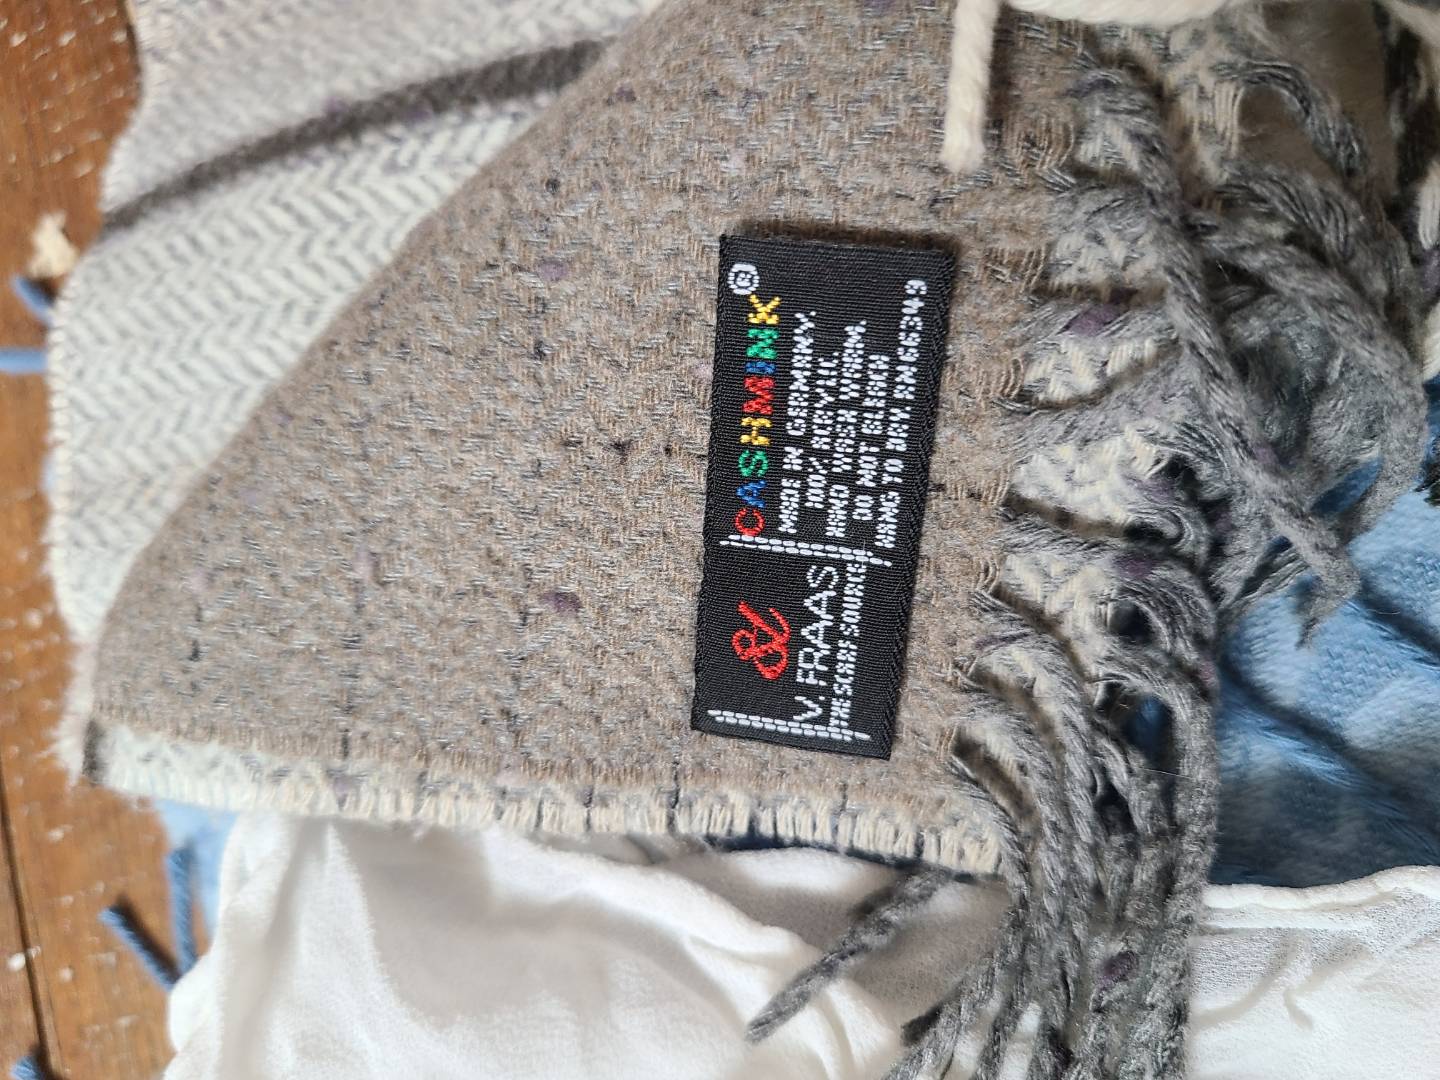 CASHMINK®
MADE IN GERMANY.
100% ACRYLIC.
HAND WASH WARM.
DO NOT BLEACH
HANG TO DRY RN.
V. FRAAS
THE SCARF SOURCE